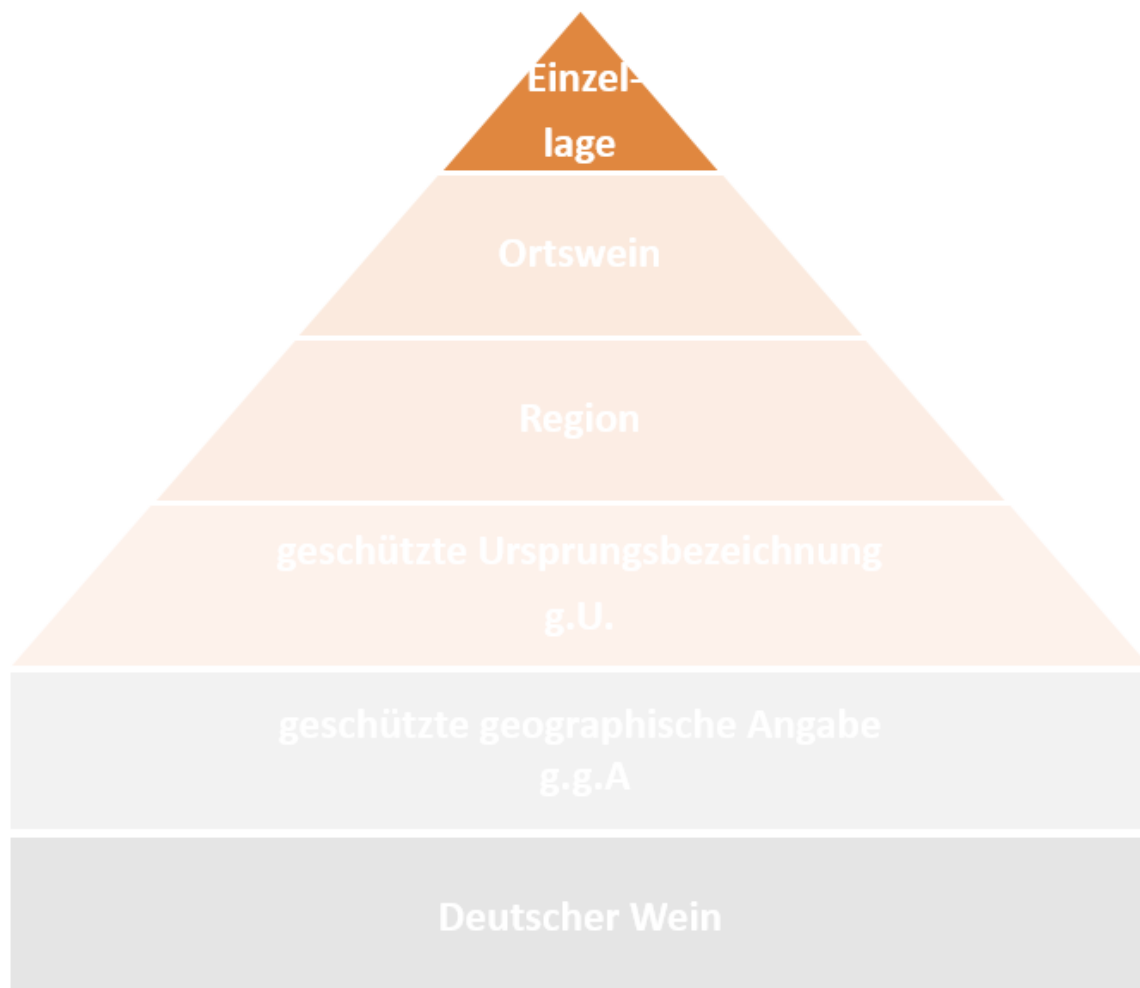 Einzel-
lage
Ortswein
Region
geschützte Ursprungsbezeichnung
g.U.
geschützte geographische Angabe
g.g.A
Deutscher Wein